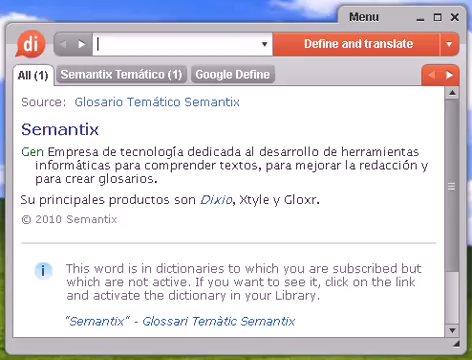 Menu
di
Define and translate
All (1) Semantix Temático (1) Google Define
Source: Glosario Temático Semantix
Semantix
Gen Empresa de tecnología dedicada al desarrollo de herramientas
informáticas para comprender textos, para mejorar la redacción y
para crear glosarios.
Su principales productos son Dixio, Xtyle y Gloxr.
© 2010 Semantix
This word is in dictionaries to which you are subscribed but
which are not active. If you want to see it, click on the link
and activate the dictionary in your Library.
"Semantix" - Glossari Temàtic Semantix